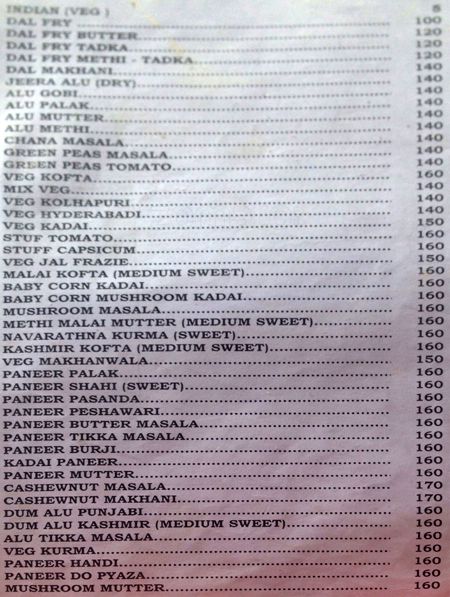 INDIAN (VEG ) 5
DAL FRY ........ 100
DAL FRY BUTTER........ 120
DAL FRY TADKA........ 120
DAL FRY METHI - TADKA........ 120
DAL MAKHANI........ 140
JEERA ALU (DRY)........ 140
ALU GOBI........ 140
ALU PALAK........ 140
ALU MUTTER........ 140
ALU METHI........ 140
CHANA MASALA........ 140
GREEN PEAS MASALA........ 140
GREEN PEAS TOMATO........ 140
VEG KOFTA........ 160
MIX VEG........ 140
VEG KOLHAPURI........ 140
VEG HYDERABADI........ 140
VEG KADAI........ 150
STUF TOMATO........ 160
STUFF CAPSICUM........ 160
VEG JAL FRAZIE........ 150
MALAI KOFTA (MEDIUM SWEET)........ 160
BABY CORN KADAI........ 160
BABY CORN MUSHROOM KADAI........ 160
MUSHROOM MASALA........ 160
METHI MALAI MUTTER (MEDIUM SWEET)........ 160
NAVARATHNA KURMA (SWEET)........ 160
KASHMIR KOFTA (MEDIUM SWEET)........ 160
VEG MAKHANWALA........ 150
PANEER PALAK........ 160
PANEER SHAHI (SWEET)........ 160
PANEER PASANDA........ 160
PANEER PESHAWARI........ 160
PANEER BUTTER MASALA........ 160
PANEER TIKKA MASALA........ 160
PANEER BURJI........ 160
KADAI PANEER........ 160
PANEER MUTTER........ 160
CASHEWNUT MASALA........ 170
CASHEWNUT MAKHANI........ 170
DUM ALU PUNJABI........ 160
DUM ALU KASHMIR (MEDIUM SWEET)........ 160
ALU TIKKA MASALA........ 160
VEG KURMA........ 160
PANEER HANDI........ 160
PANEER DO PYAZA........ 160
MUSHROOM MUTTER........ 160